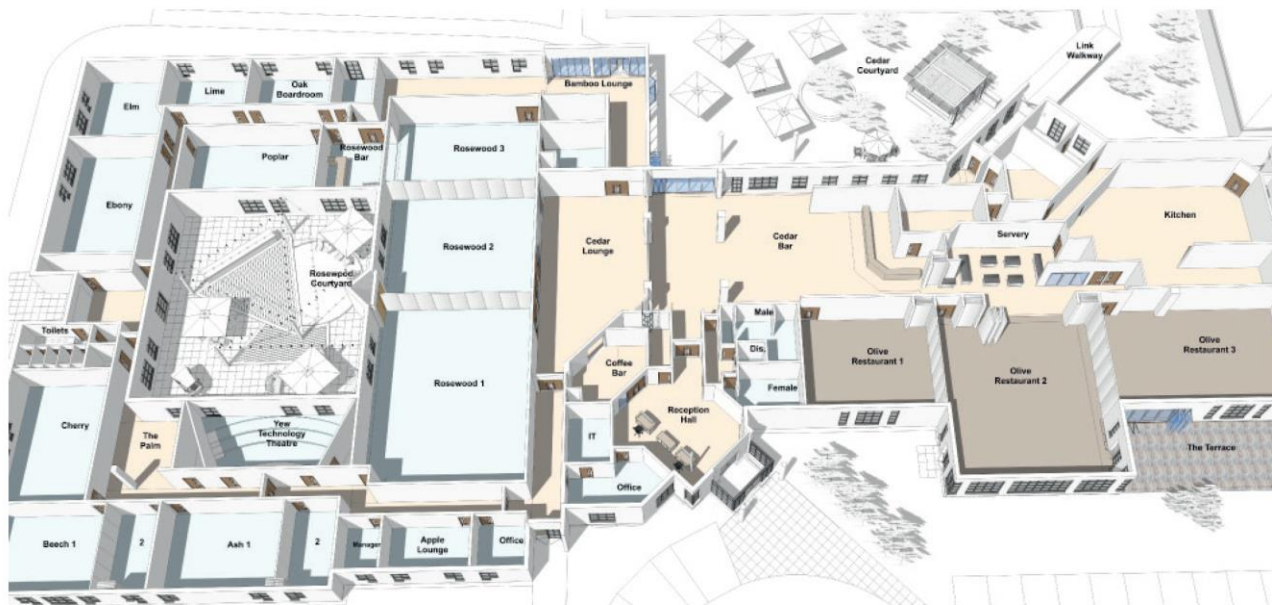 Elm
Lime
Oak
Boardroom
Bamboo Lounge
Cedar
Courtyard
Link
Walkway
Poplar
Rosewood
Bar
Rosewood 3
Ebony
Rosewood 2
Cedar
Lounge
Cedar
Bar
Servery
Kitchen
Rosewood
Courtyard
Toilets
Male
Dis.
Female
Coffee
Bar
Olive
Restaurant 1
Olive
Restaurant 2
Olive
Restaurant 3
Rosewood 1
Cherry
The
Palm
Yew
Technology
Theatre
Reception
Hall
IT
Office
The Terrace
Beech 1
2
Ash 1
2
Manager
Apple
Lounge
Office